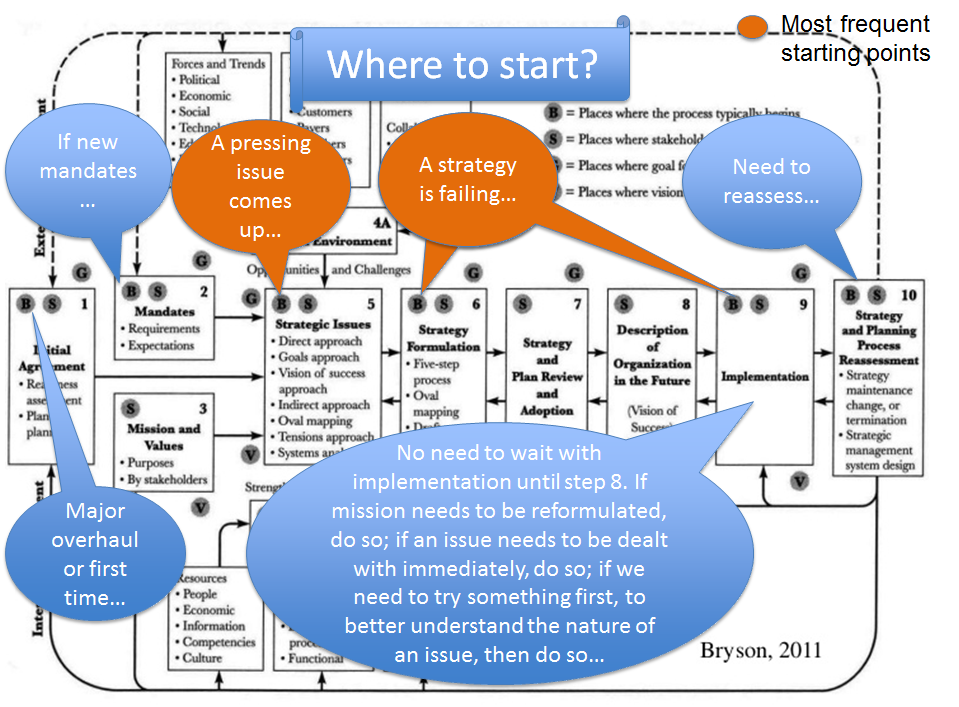 Where to start?
Most frequent
starting points
Forces and Trends
• Political
• Economic
• Social
Customers
B = Places where the process typically begins
S = Places where
= Places where goal
= Places where vision
If new
mandates
...
A pressing
issue
comes
up...
A strategy
is failing...
Need to
reassess...
4A
Environment
and Challenges
G
G
G
G
G
G
B S 1
Agreement
B S 2
Mandates
• Requirements
• Expectations
S 3
Mission and
Values
• Purposes
• By stakeholders
V
V
V
B S 5
Strategic Issues
• Direct approach
• Goals approach
• Vision of success
approach
• Indirect approach
• Oval mapping
• Tensions approach
• Systems
B S 6
Strategy
Formulation
• Five-step
process
• Oval
mapping
S 7
Strategy
and
Plan Review
and
Adoption
S 8
Description
of
Organization
in the Future
(Vision of
B S 9
Implementation
B S 10
Strategy
and Planning
Process
Reassessment
• Strategy
maintenance
change, or
termination
• Strategic
management
system design
Major
overhaul
or first
time...
No need to wait with
implementation until step 8. If
mission needs to be reformulated,
do so; if an issue needs to be dealt
with immediately, do so; if we
need to try something first, to
better understand the nature of
an issue, then do so...
Resources
• People
• Economic
• Information
• Competencies
• Culture
• Functional
Bryson, 2011